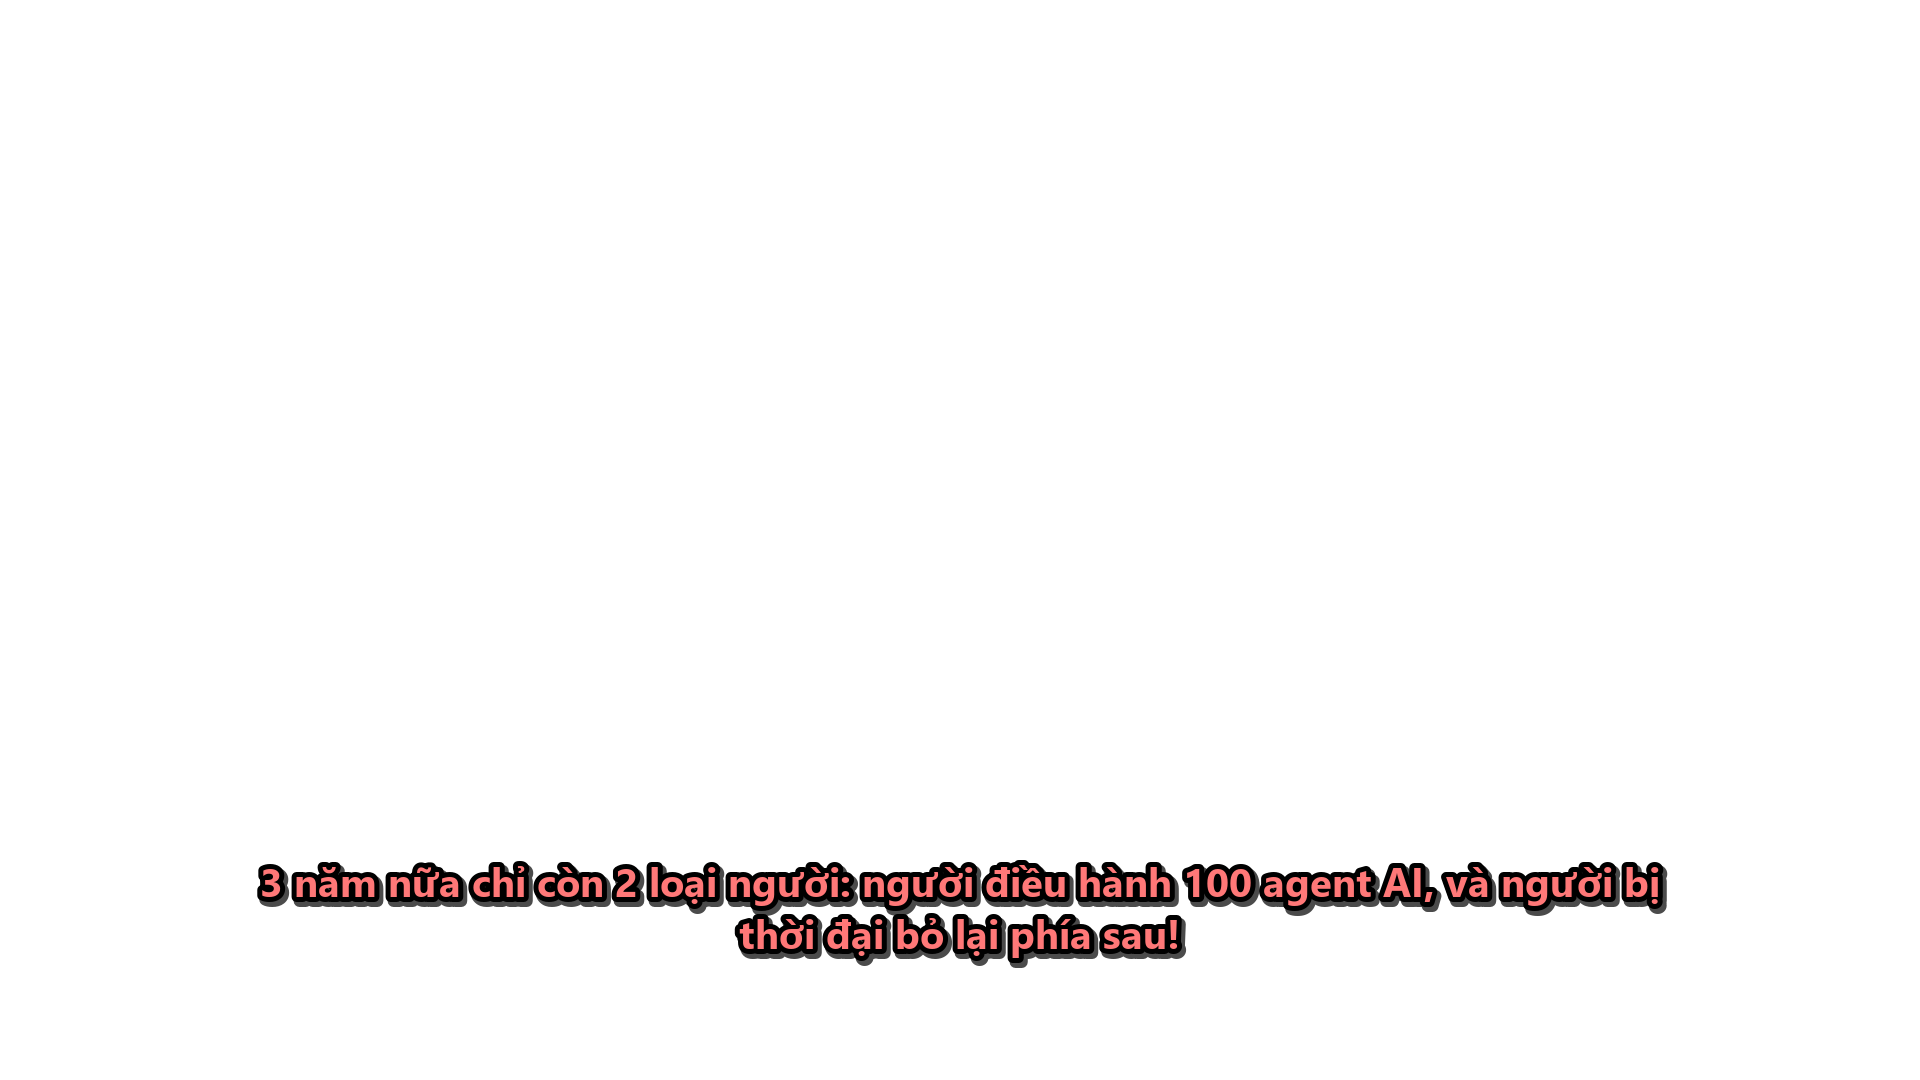 3 năm nữa chỉ còn 2 loại người: người điều hành 100 agent AI, và người bị
thời đại bỏ lại phía sau!